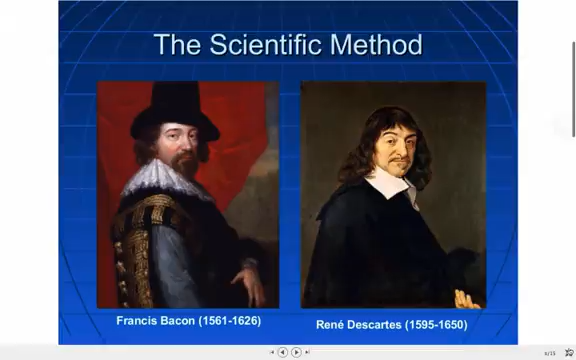 The Scientific Method
Francis Bacon (1561-1626)
René Descartes (1595-1650)